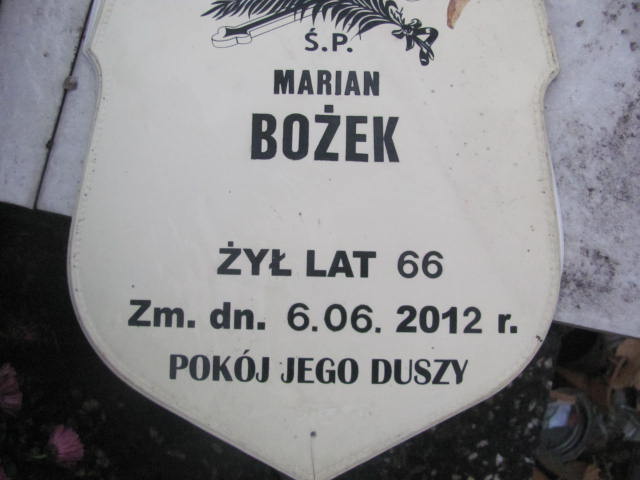 Ś.P.
MARIAN
BOŻEK
ŻYŁ LAT 66
Zm. dn. 6.06. 2012 r.
POKÓJ JEGO DUSZY